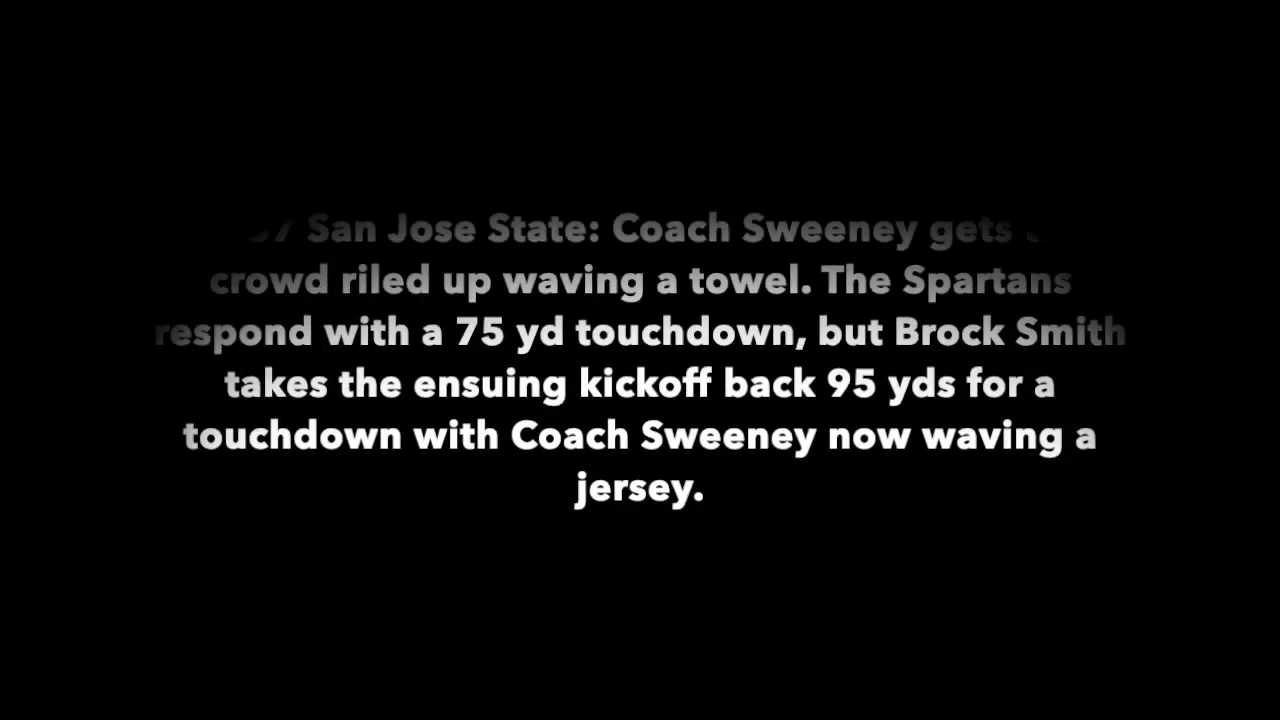 San Jose State: Coach Sweeney gets
crowd riled up waving a towel. The Spartans
respond with a 75 yd touchdown, but Brock Smith
takes the ensuing kickoff back 95 yds for a
touchdown with Coach Sweeney now waving a
jersey.